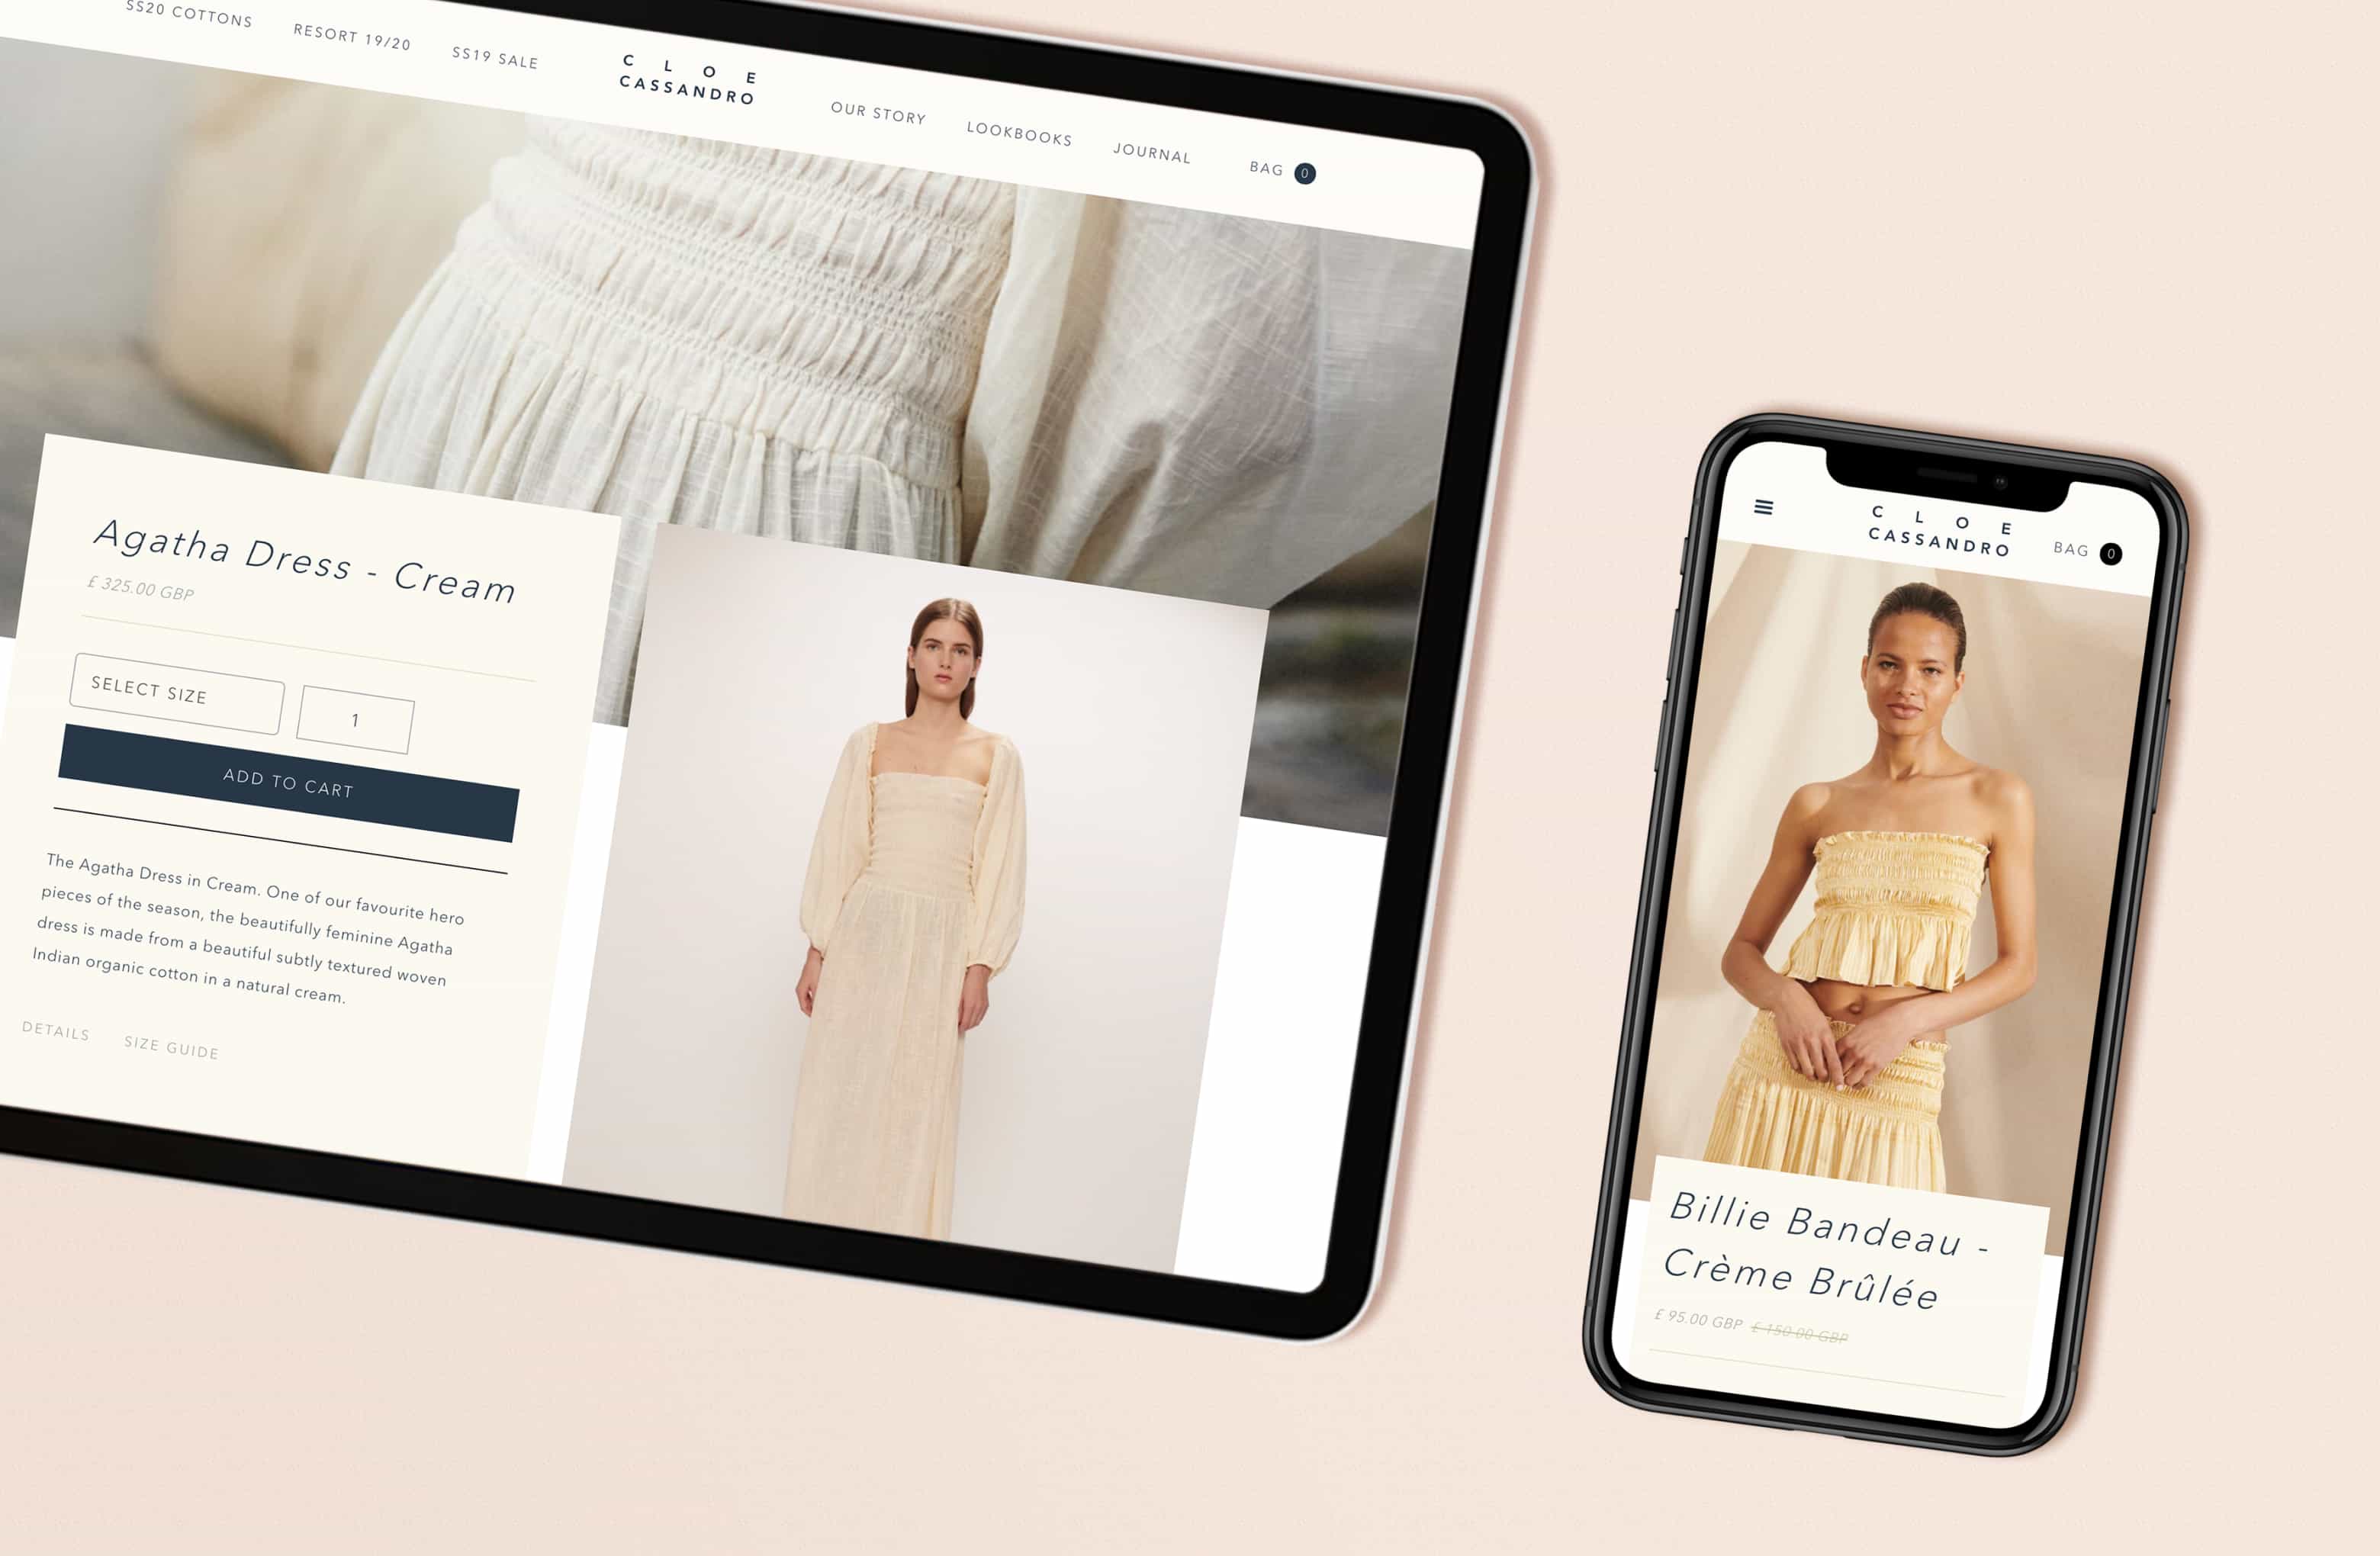 SS20 COTTONS
RESORT 19/20
SS19 SALE
C L O E
CASSANDRO
OUR STORY
LOOKBOOKS
JOURNAL
BAG 0
Agatha Dress - Cream
£ 325.00 GBP
SELECT SIZE
1
ADD TO CART
The Agatha Dress in Cream. One of our favourite hero
pieces of the season, the beautifully feminine Agatha
dress is made from a beautiful subtly textured woven
Indian organic cotton in a natural cream.
DETAILS
SIZE GUIDE
C L O E
CASSANDRO
BAG 0
Billie Bandeau -
Crème Brûlée
£ 95.00 GBP £ 150.00 GBP